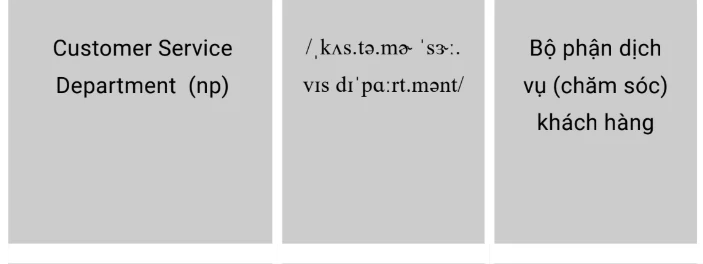 Customer Service
Department (np)
/ˌkʌs.tə.mɚ ˈsɝː.
vɪs dɪˈpɑːrt.mənt/
Bộ phận dịch
vụ (chăm sóc)
khách hàng